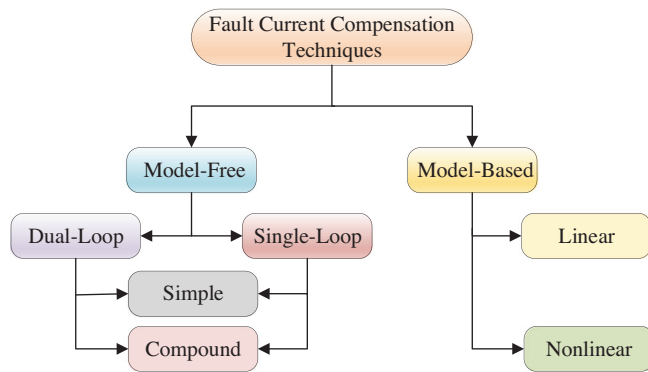 Fault Current Compensation
Techniques
Model-Free
Model-Based
Dual-Loop
Single-Loop
Linear
Simple
Compound
Nonlinear